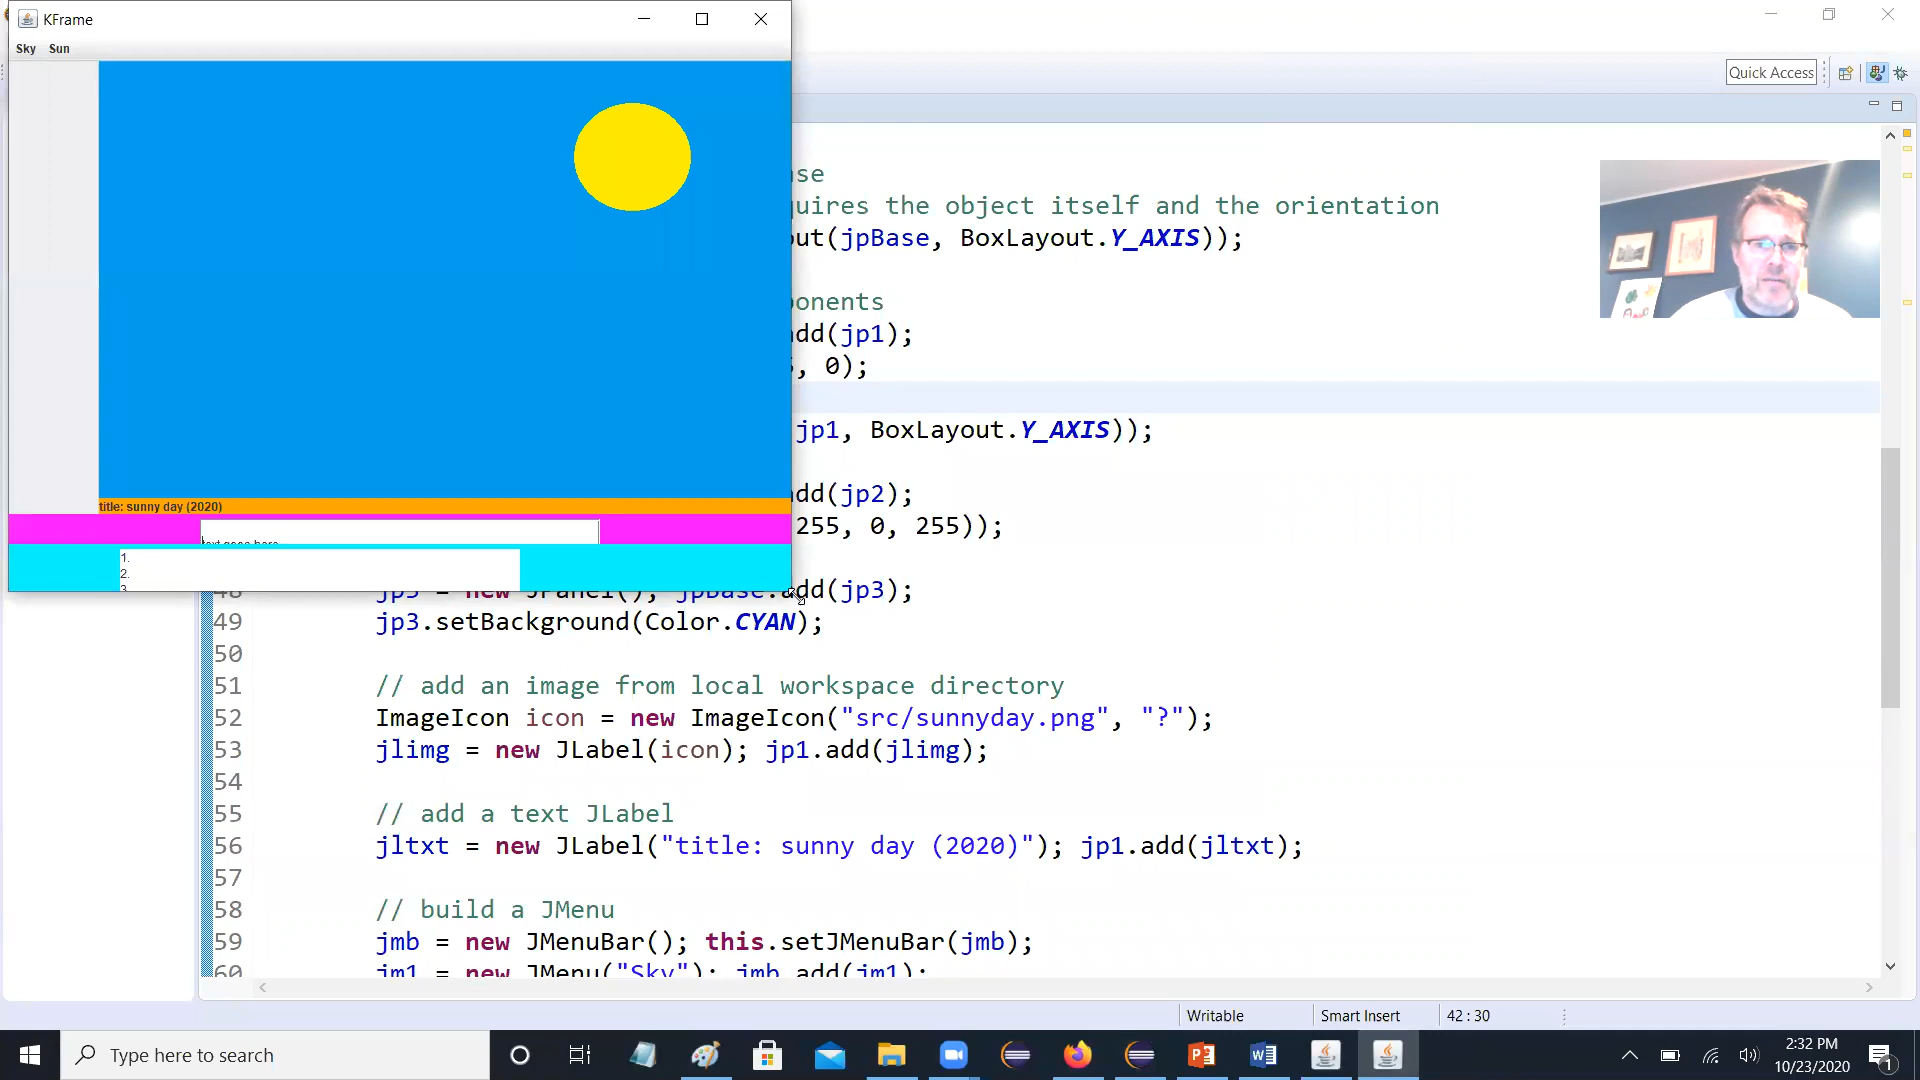 KFrame
Sky Sun
Quick Access
quires the object itself and the orientation
out(jpBase, BoxLayout.Y_AXIS));
add(jp1);
, 0);
jp1, BoxLayout.Y_AXIS));
title: sunny day (2020)
add(jp2);
255, 0, 255));
text goes here
1.
2.
3.
48 jp3 = new JPanel(); jpBase.add(jp3);
49 jp3.setBackground(Color.CYAN);
50
51 // add an image from local workspace directory
52 ImageIcon icon = new ImageIcon("src/sunnyday.png", "?");
53 jlimg = new JLabel(icon); jp1.add(jlimg);
54
55 // add a text JLabel
56 jltxt = new JLabel("title: sunny day (2020)"); jp1.add(jltxt);
57
58 // build a JMenu
59 jmb = new JMenuBar(); this.setJMenuBar(jmb);
60 jm1 = new JMenu("Sky"); jmb.add(jm1);
Writable Smart Insert 42 : 30
Type here to search
2:32 PM
10/23/2020
1